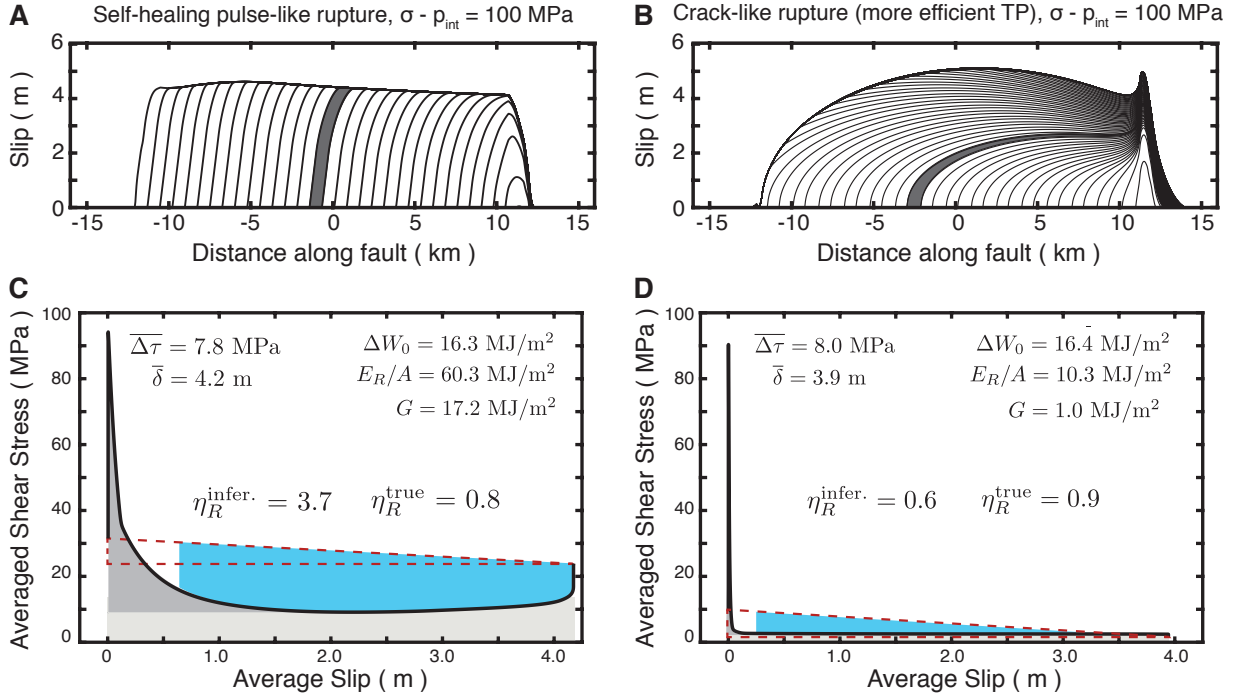 A
Self-healing pulse-like rupture, σ - p_int = 100 MPa
6
4
2
0
Slip ( m )
-15 -10 -5 0 5 10 15
Distance along fault ( km )
B
Crack-like rupture (more efficient TP), σ - p_int = 100 MPa
6
4
2
0
Slip ( m )
-15 -10 -5 0 5 10 15
Distance along fault ( km )
C
100
80
60
40
20
0
Averaged Shear Stress ( MPa )
\overline{Δτ} = 7.8 MPa
\overline{δ} = 4.2 m
ΔW_0 = 16.3 MJ/m²
E_R/A = 60.3 MJ/m²
G = 17.2 MJ/m²
η_R^{infer.} = 3.7 η_R^{true} = 0.8
0 1.0 2.0 3.0 4.0
Average Slip ( m )
D
100
80
60
40
20
0
Averaged Shear Stress ( MPa )
\overline{Δτ} = 8.0 MPa
\overline{δ} = 3.9 m
ΔW_0 = 16.4 MJ/m²
E_R/A = 10.3 MJ/m²
G = 1.0 MJ/m²
η_R^{infer.} = 0.6 η_R^{true} = 0.9
0 1.0 2.0 3.0 4.0
Average Slip ( m )